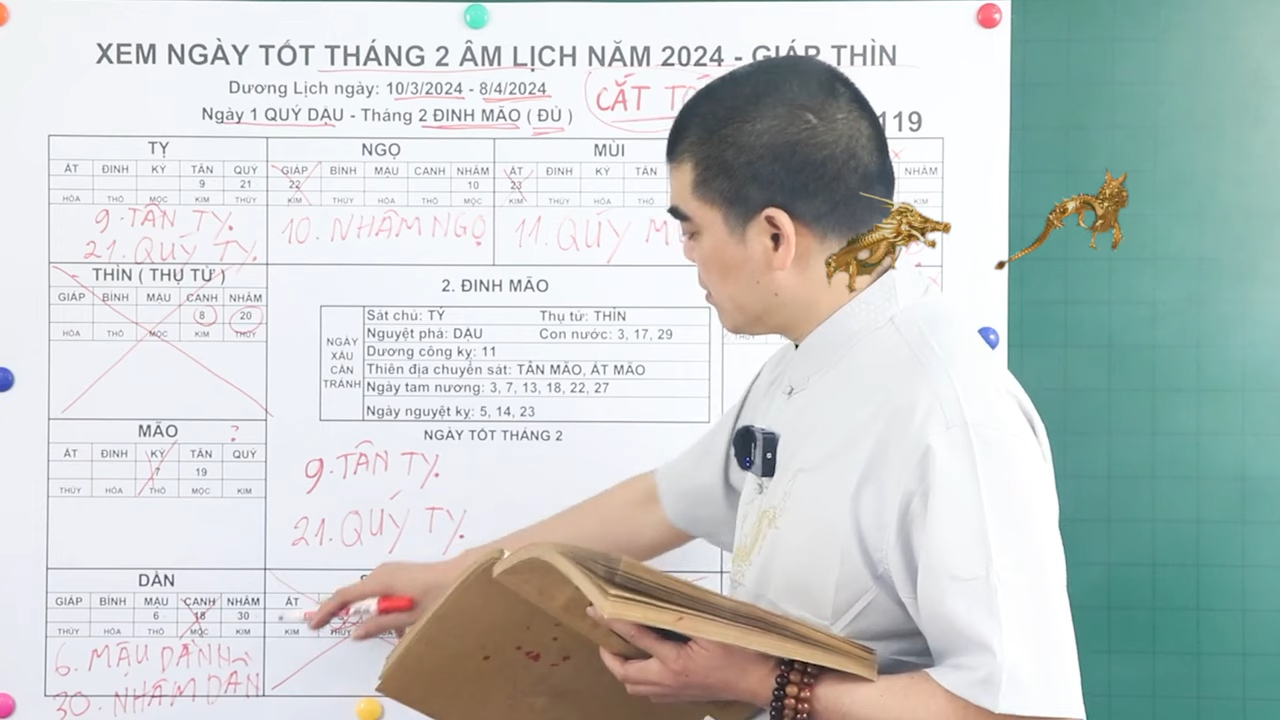 XEM NGÀY TỐT THÁNG 2 ÂM LỊCH NĂM 2024 - GIÁP THÌN
Dương Lịch ngày: 10/3/2024 - 8/4/2024
CẮT
Ngày 1 QUÝ DẬU - Tháng 2 ĐINH MÃO ( ĐỦ )
119
TỴ
ẤT ĐINH KỶ TÂN QUÝ
9 21
HỎA THỔ MỘC KIM THỦY
9. TÂN TỴ.
21. QUÝ TỴ.
NGỌ
GIÁP BÍNH MẬU CANH NHÂM
22 10
KIM THỦY HỎA THỔ MỘC
10. NHÂM NGỌ
MÙI
ẤT ĐINH KỶ TÂN
23
KIM THỦY HỎA THỔ
11. QUÝ M
NHÂM
THÌN ( THỤ TỬ )
GIÁP BÍNH MẬU CANH NHÂM
8 20
HỎA THỔ MỘC KIM THỦY
2. ĐINH MÃO
NGÀY XẤU CẦN TRÁNH
Sát chủ: TÝ Thụ tử: THÌN
Nguyệt phá: DẬU Con nước: 3, 17, 29
Dương công kỵ: 11
Thiên địa chuyển sát: TÂN MÃO, ẤT MÃO
Ngày tam nương: 3, 7, 13, 18, 22, 27
Ngày nguyệt kỵ: 5, 14, 23
NGÀY TỐT THÁNG 2
9. TÂN TỴ.
21. QUÝ TỴ.
MÃO ?
ẤT ĐINH KỶ TÂN QUÝ
7 19
THỦY HỎA THỔ MỘC KIM
DẦN
GIÁP BÍNH MẬU CANH NHÂM
6 18 30
THỦY HỎA THỔ MỘC KIM
6. MẬU DẦN
30. NHÂM DẦN
ẤT
KIM THỦY